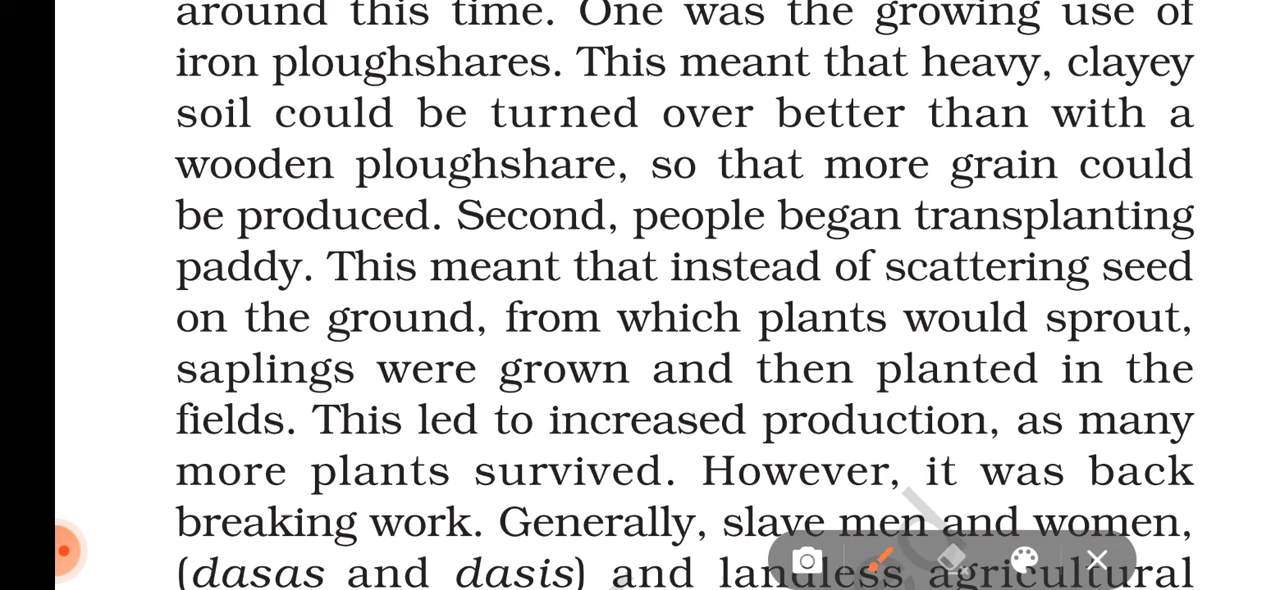 around this time. One was the growing use of
iron ploughshares. This meant that heavy, clayey
soil could be turned over better than with a
wooden ploughshare, so that more grain could
be produced. Second, people began transplanting
paddy. This meant that instead of scattering seed
on the ground, from which plants would sprout,
saplings were grown and then planted in the
fields. This led to increased production, as many
more plants survived. However, it was back
breaking work. Generally, slave men and women,
(dasas and dasis) and landless agricultural